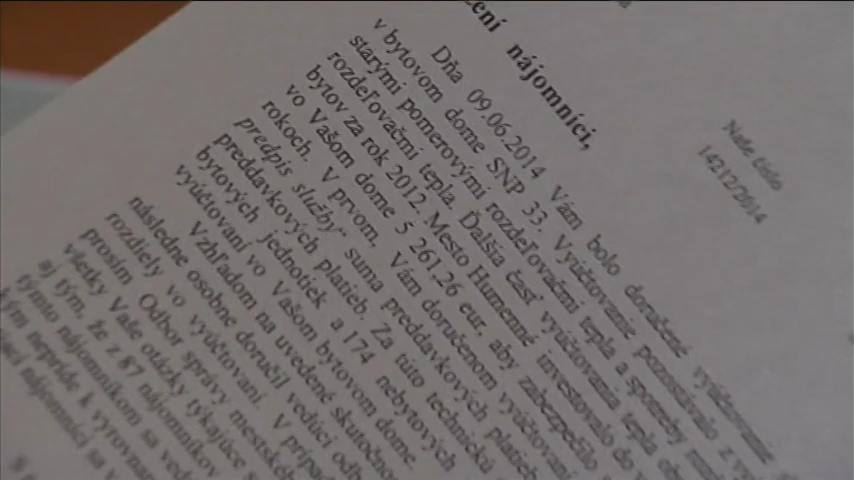 nájomníci,
Naše číslo
14212/2014
Dňa 09.06.2014 Vám bolo doručené vyúčtovanie
v bytovom dome SNP 33. Vyúčtovanie pozostávalo z
starými pomerovými rozdeľovačmi tepla a spotreby
rozdeľovačmi tepla. Ďalšia časť vyúčtovania tepla
bytov za rok 2012. Mesto Humenné investovalo do
vo Vašom dome 5 261,26 eur, aby zabezpečilo
rokoch. V prvom, Vám doručenom vyúčtovaní
predpis služby suma preddavkových platieb
preddavkových platieb. Za túto technickú
bytových jednotiek a 174 nebytových
vyúčtovaní vo Vašom bytovom dome.
Vzhľadom na uvedené skutočnosti
následne osobne doručil vedúci
rozdiely vo vyúčtovaní. V prípade
prosím Odbor správy mestského
všetky Vaše otázky týkajúce
aj tým, že z 87 nájomníkov
týmto nájomníkom sa
nepríde k vyrovnaniu
nájomníci sa